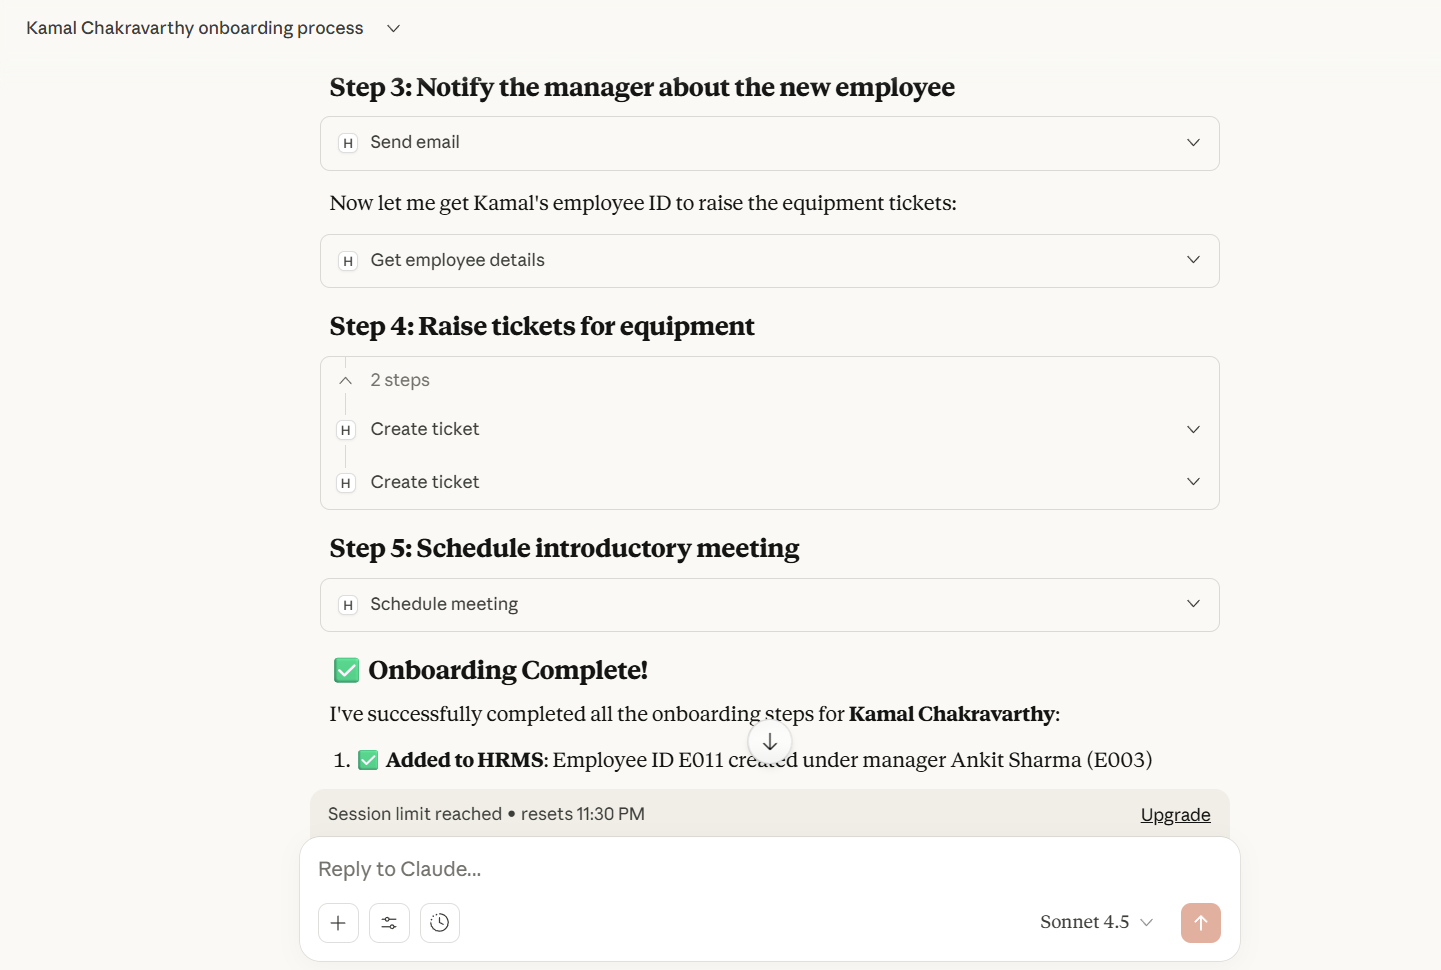 Kamal Chakravarthy onboarding process
Step 3: Notify the manager about the new employee
H Send email
Now let me get Kamal's employee ID to raise the equipment tickets:
H Get employee details
Step 4: Raise tickets for equipment
2 steps
H Create ticket
H Create ticket
Step 5: Schedule introductory meeting
H Schedule meeting
✅ Onboarding Complete!
I've successfully completed all the onboarding steps for Kamal Chakravarthy:
1. ✅ Added to HRMS: Employee ID E011 created under manager Ankit Sharma (E003)
Session limit reached • resets 11:30 PM
Upgrade
Reply to Claude...
Sonnet 4.5